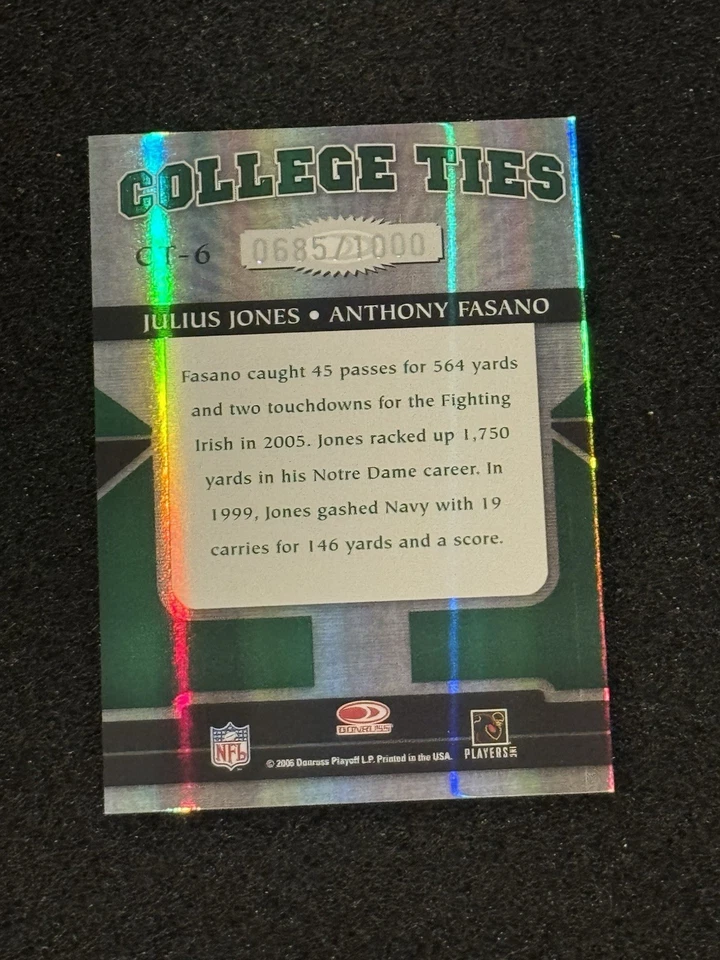 COLLEGE TIES
CT-6
0685/1000
JULIUS JONES • ANTHONY FASANO
Fasano caught 45 passes for 564 yards
and two touchdowns for the Fighting
Irish in 2005. Jones racked up 1,750
yards in his Notre Dame career. In
1999, Jones gashed Navy with 19
carries for 146 yards and a score.
NFL
DONRUSS
PLAYERS INC
© 2006 Donruss Playoff L.P. Printed in the USA.